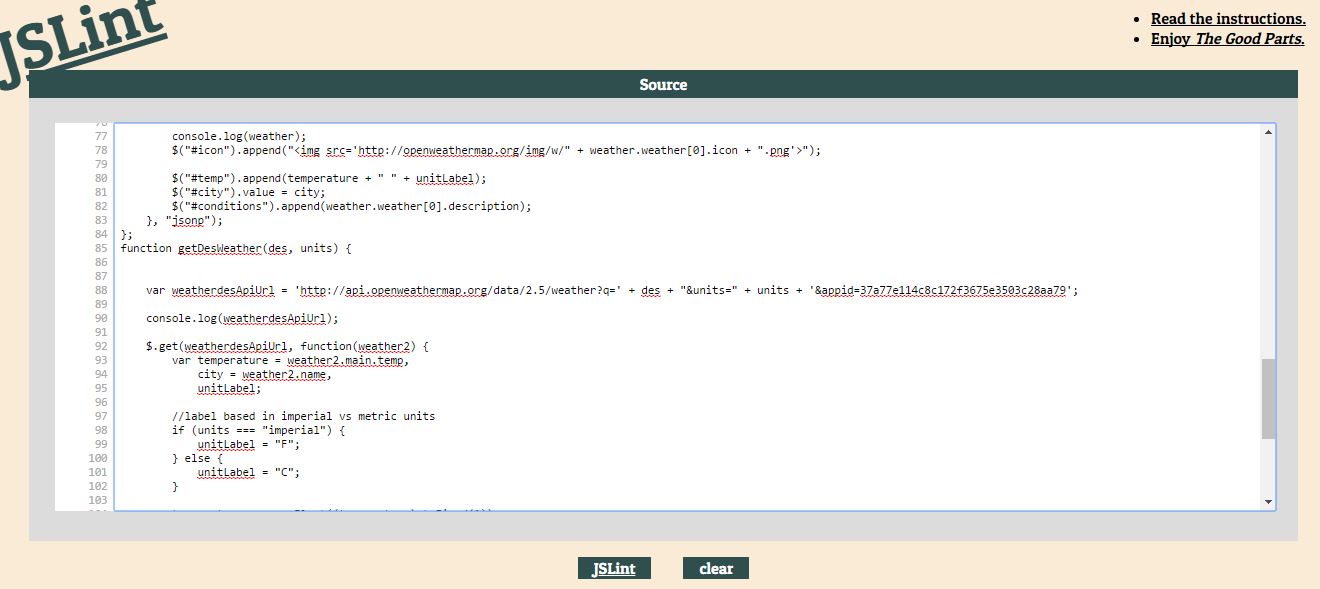 JSLint
Read the instructions.
Enjoy The Good Parts.
Source
76
77 console.log(weather);
78 $("#icon").append("<img src='http://openweathermap.org/img/w/" + weather.weather[0].icon + ".png'>");
79
80 $("#temp").append(temperature + " " + unitLabel);
81 $("#city").value = city;
82 $("#conditions").append(weather.weather[0].description);
83 }, "jsonp");
84 };
85 function getDesWeather(des, units) {
86
87
88 var weatherdesApiUrl = 'http://api.openweathermap.org/data/2.5/weather?q=' + des + "&units=" + units + '&appid=37a77e114c8c172f3675e3503c28aa79';
89
90 console.log(weatherdesApiUrl);
91
92 $.get(weatherdesApiUrl, function(weather2) {
93 var temperature = weather2.main.temp,
94 city = weather2.name,
95 unitLabel;
96
97 //label based in imperial vs metric units
98 if (units === "imperial") {
99 unitLabel = "F";
100 } else {
101 unitLabel = "C";
102 }
103
JSLint
clear